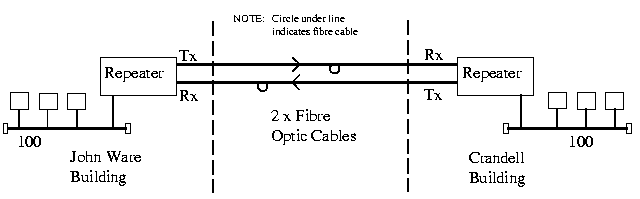 NOTE: Circle under line
indicates fibre cable
Tx
Rx
Repeater
Repeater
Rx
Tx
2 x Fibre
Optic Cables
100
100
John Ware
Building
Crandell
Building